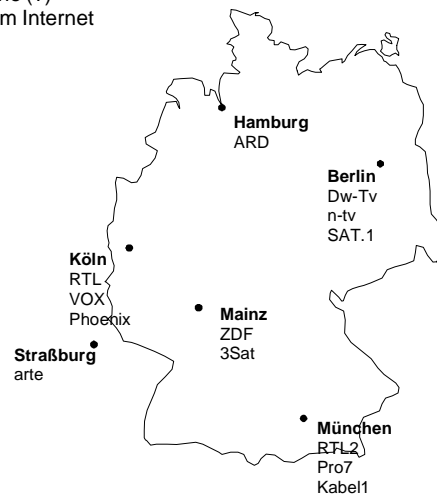 m Internet
Hamburg
ARD
Berlin
Dw-Tv
n-tv
SAT.1
Köln
RTL
VOX
Phoenix
Mainz
ZDF
3Sat
Straßburg
arte
München
RTL2
Pro7
Kabel1